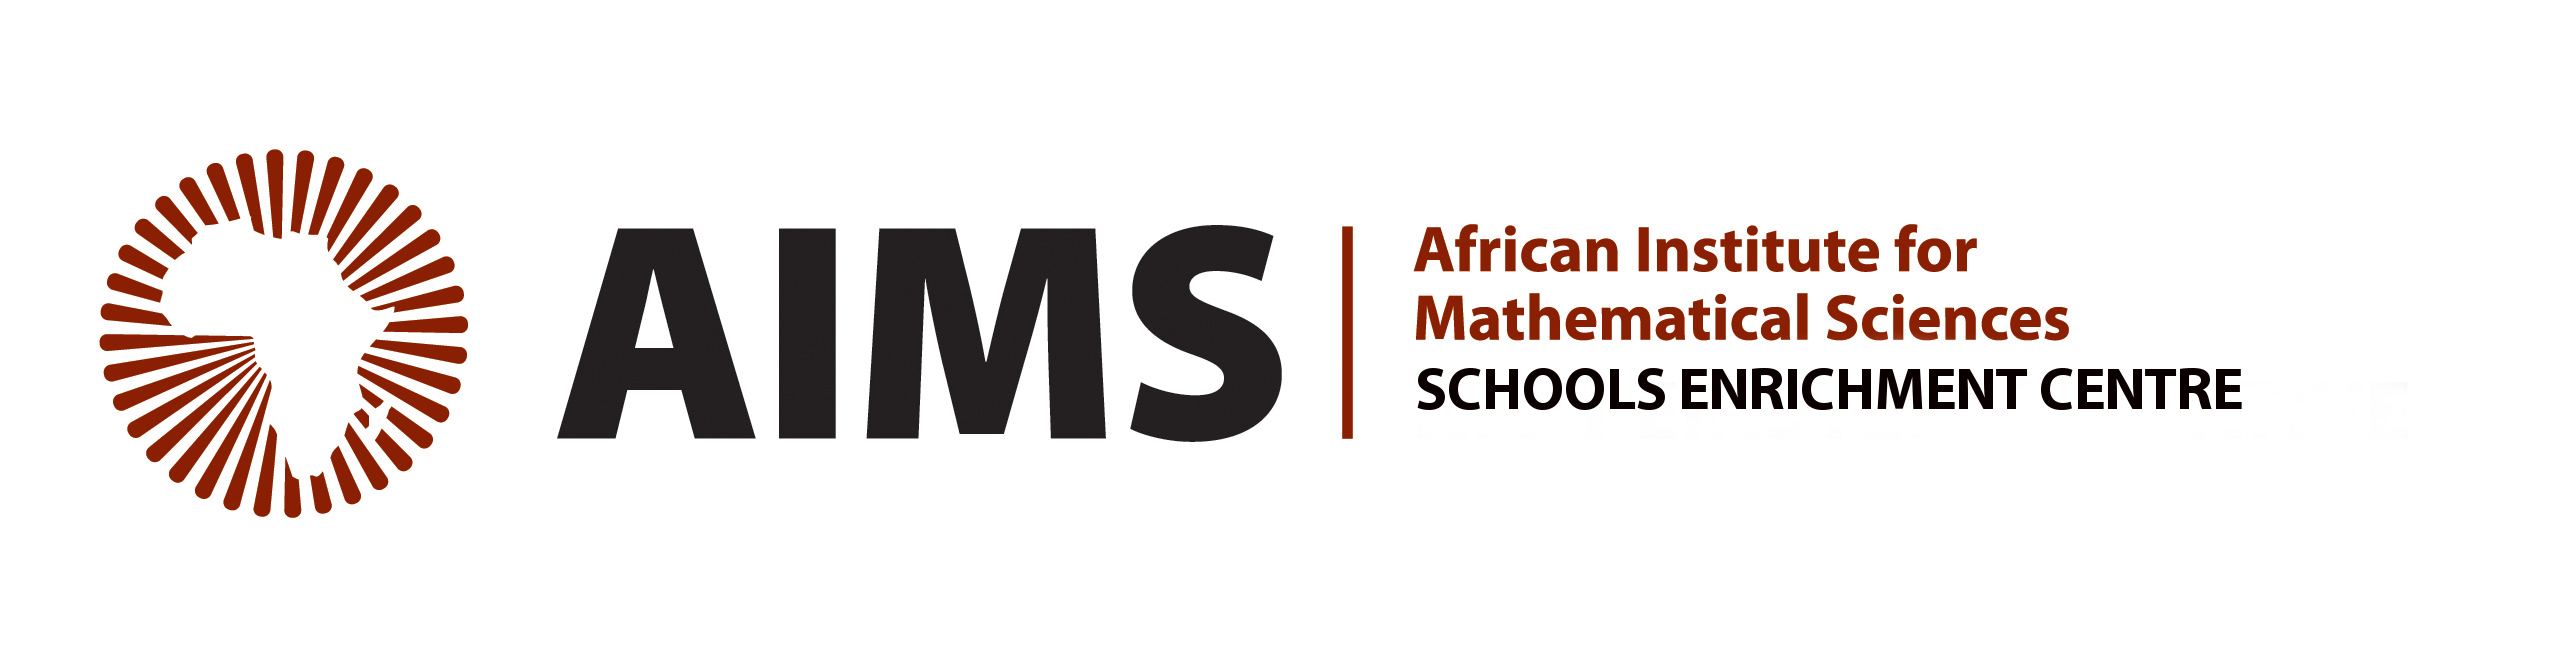 AIMS
African Institute for
Mathematical Sciences
SCHOOLS ENRICHMENT CENTRE